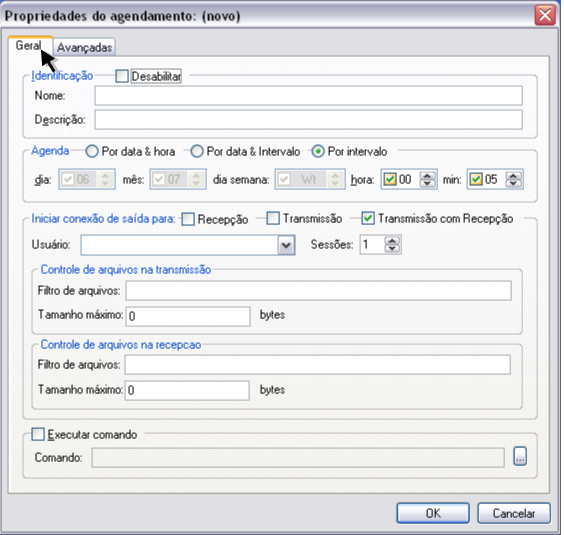 Propriedades do agendamento: (novo)
Geral Avançadas
Identificação Desabilitar
Nome:
Descrição:
Agenda Por data & hora Por data & Intervalo Por intervalo
dia: 06 mês: 07 dia semana: Wt hora: 00 min: 05
Iniciar conexão de saída para: Recepção Transmissão Transmissão com Recepção
Usuário: Sessões: 1
Controle de arquivos na transmissão
Filtro de arquivos:
Tamanho máximo: 0 bytes
Controle de arquivos na recepcao
Filtro de arquivos:
Tamanho máximo: 0 bytes
Executar comando
Comando: ...
OK Cancelar